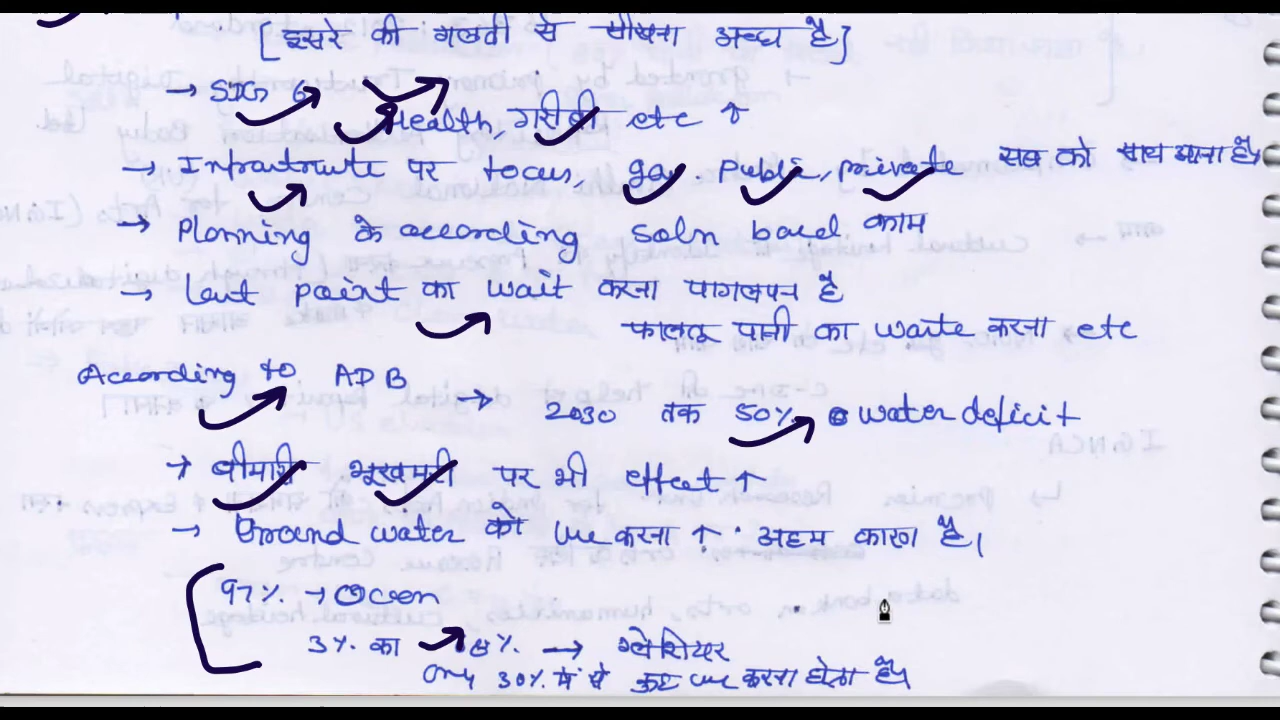 [इसरे की गलती से सीखना अच्छा है]
→ SDG 6
Health, गरीबी etc ↑
→ Infrastructure पर focus, gov. Public, private सब को साथ आना है।
→ Planning के according soln based काम
→ Last point का wait करना पागलपन है
फालतू पानी का waste करना etc
According to ADB → 2030 तक 50% water deficit
→ बीमारी भूखमरी पर भी effect ↑
→ Ground water को use करना ↑ अहम कारण है।
97% → Ocean
3% का → ग्लेशियर
only 30% में से use करना होता है।